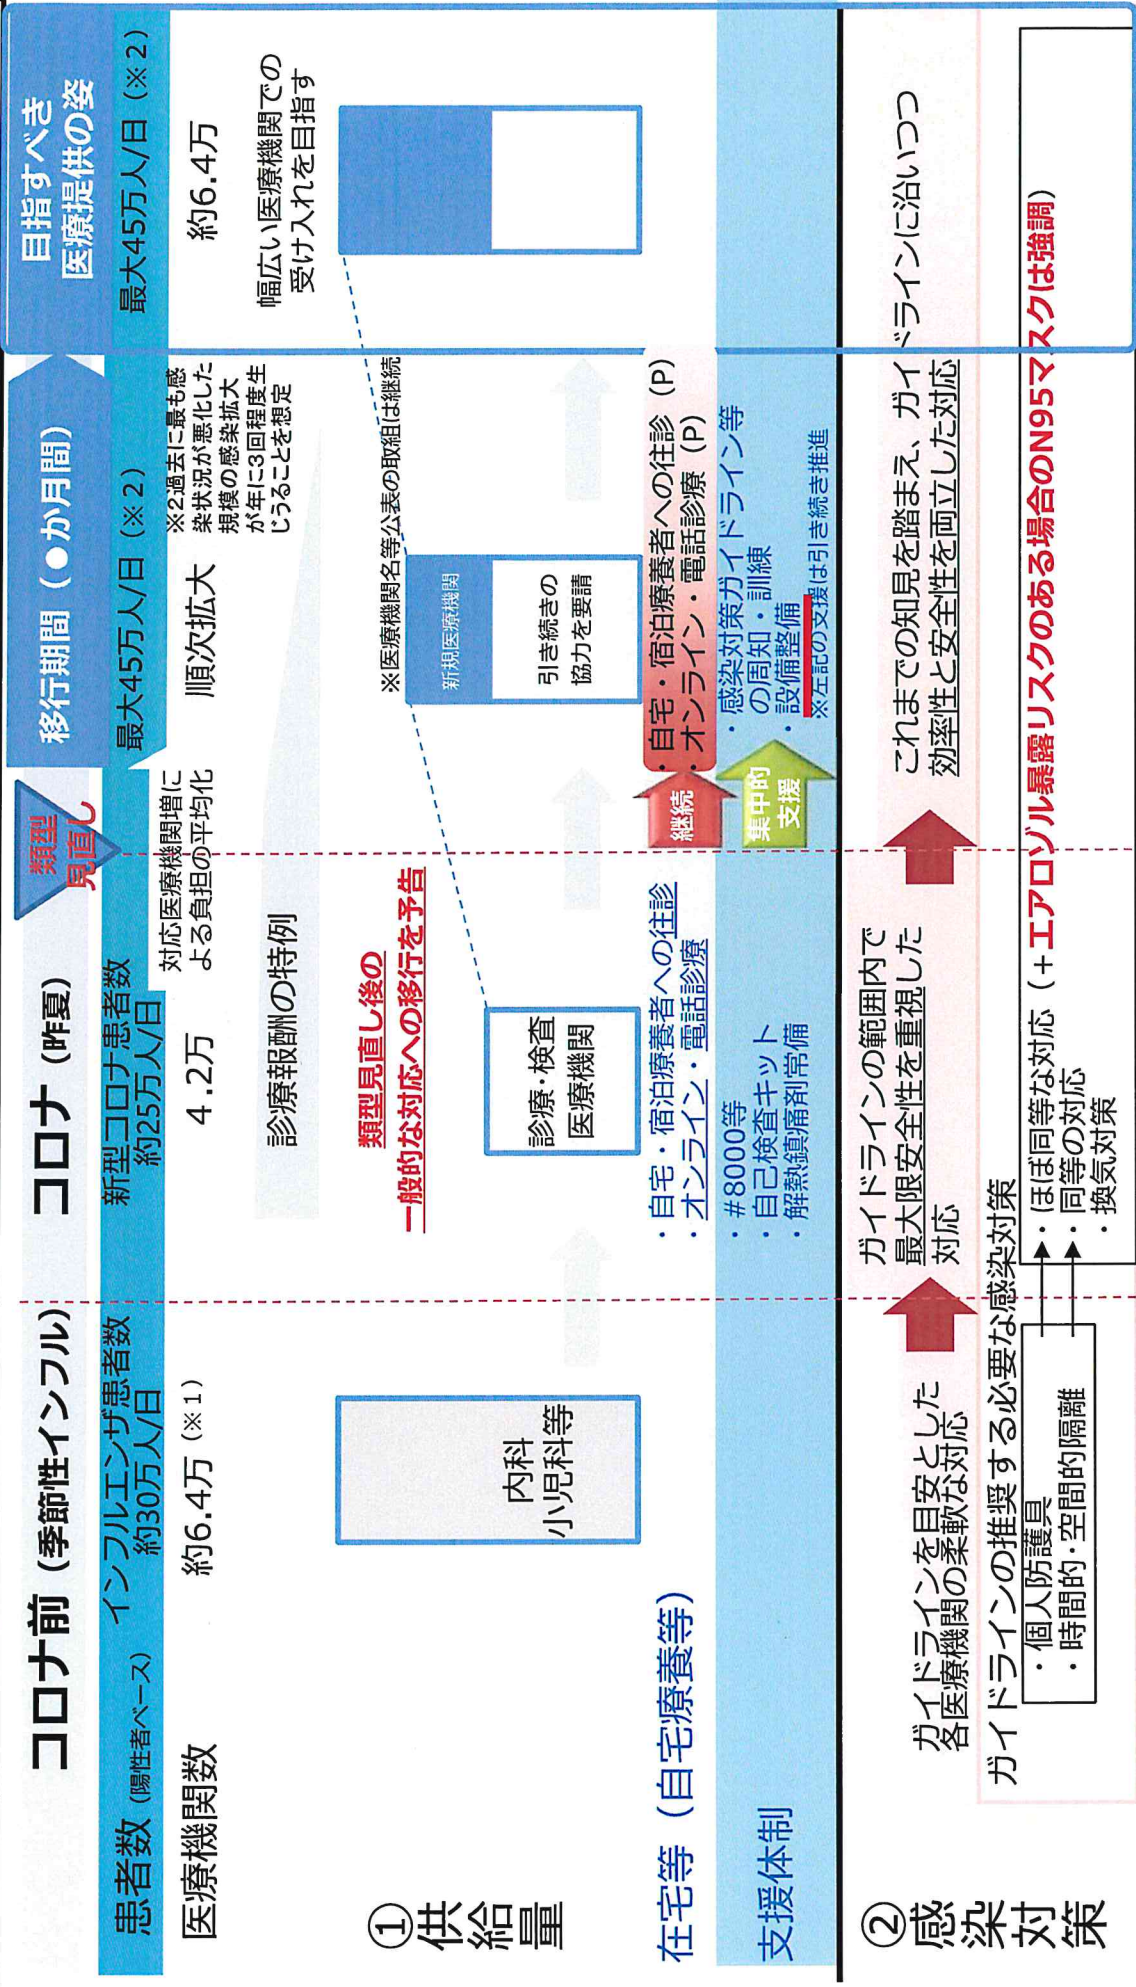 コロナ前（季節性インフル）
コロナ（昨夏）
類型
見直し
移行期間（●か月間）
目指すべき
医療提供の姿
患者数（陽性者ベース）
インフルエンザ患者数
約30万人/日
新型コロナ患者数
約25万人/日
最大45万人/日（※2）
最大45万人/日（※2）
医療機関数
約6.4万（※1）
4.2万
対応医療機関増に
よる負担の平均化
順次拡大
※2過去に最も感
染状況が悪化した
規模の感染拡大
が年に3回程度生
じうることを想定
約6.4万
診療報酬の特例
幅広い医療機関での
受け入れを目指す
①供
給
量
類型見直し後の
一般的な対応への移行を予告
※医療機関名等公表の取組は継続
内科
小児科等
診療・検査
医療機関
新規医療機関
引き続きの
協力を要請
在宅等（自宅療養等）
・自宅・宿泊療養者への往診
・オンライン・電話診療
継続
・自宅・宿泊療養者への往診（P）
・オンライン・電話診療（P）
支援体制
・#8000等
・自己検査キット
・解熱鎮痛剤常備
集中的
支援
・感染対策ガイドライン等
の周知・訓練
・設備整備
※左記の支援は引き続き推進
②感
染
対
策
ガイドラインを目安とした
各医療機関の柔軟な対応
ガイドラインの範囲内で
最大限安全性を重視した
対応
これまでの知見を踏まえ、ガイドラインに沿いつつ
効率性と安全性を両立した対応
ガイドラインの推奨する必要な感染対策
・個人防護具
・時間的・空間的隔離
・ほぼ同等な対応（+エアロゾル暴露リスクのある場合のN95マスクは強調）
・同等の対応
・換気対策